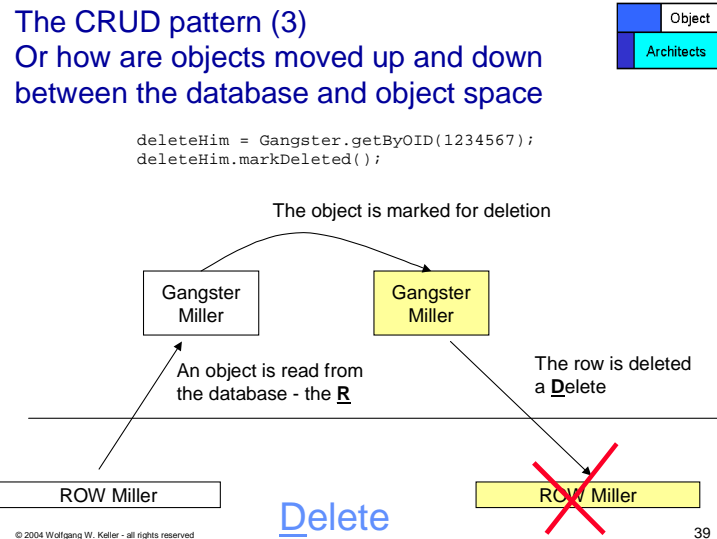 The CRUD pattern (3)
Or how are objects moved up and down
between the database and object space
Object
Architects
deleteHim = Gangster.getByOID(1234567);
deleteHim.markDeleted();
The object is marked for deletion
Gangster
Miller
Gangster
Miller
An object is read from
the database - the R
The row is deleted
a Delete
ROW Miller
ROW Miller
Delete
© 2004 Wolfgang W. Keller - all rights reserved
39